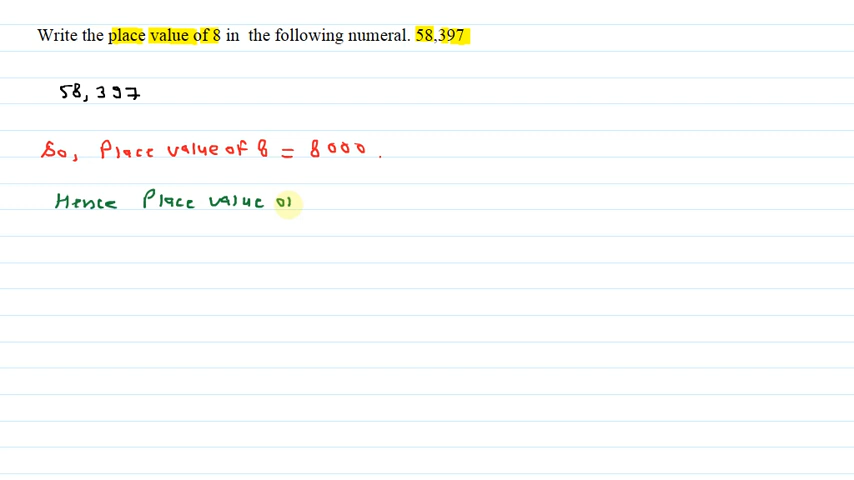 Write the place value of 8 in the following numeral. 58,397
58,397
So, Place value of 8 = 8000.
Hence Place value